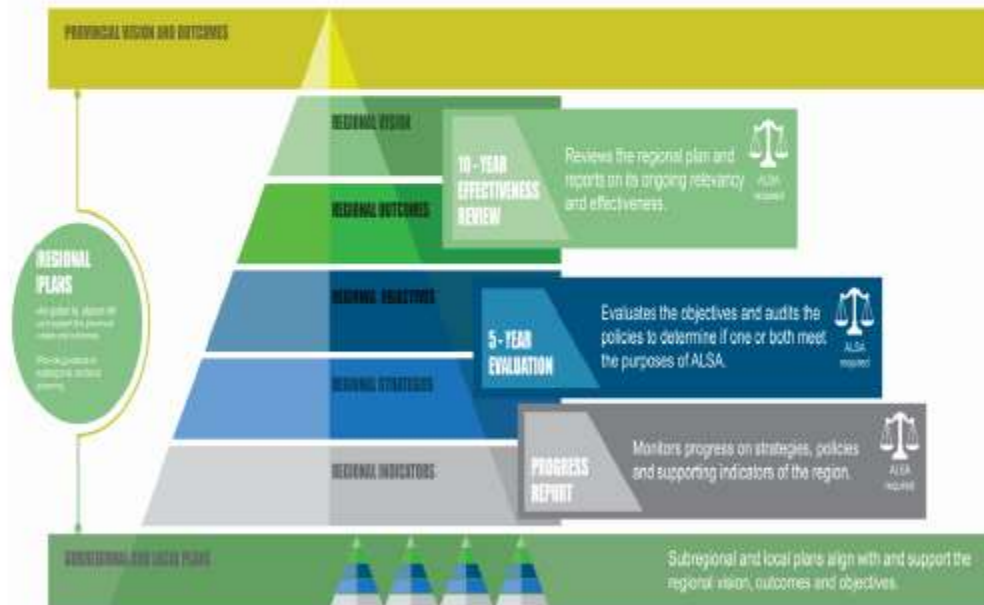 PROVINCIAL VISION AND OUTCOMES
REGIONAL VISION
10 - YEAR
EFFECTIVENESS
REVIEW
Reviews the regional plan and
reports on its ongoing relevancy
and effectiveness.
ALSA
required
REGIONAL OUTCOMES
REGIONAL
PLANS
REGIONAL OBJECTIVES
5 - YEAR
EVALUATION
Evaluates the objectives and audits the
policies to determine if one or both meet
the purposes of ALSA.
ALSA
required
REGIONAL STRATEGIES
REGIONAL INDICATORS
PROGRESS
REPORT
Monitors progress on strategies, policies
and supporting indicators of the region.
ALSA
required
SUBREGIONAL AND LOCAL PLANS
Subregional and local plans align with and support the
regional vision, outcomes and objectives.